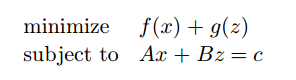 minimize f(x) + g(z)
subject to Ax + Bz = c